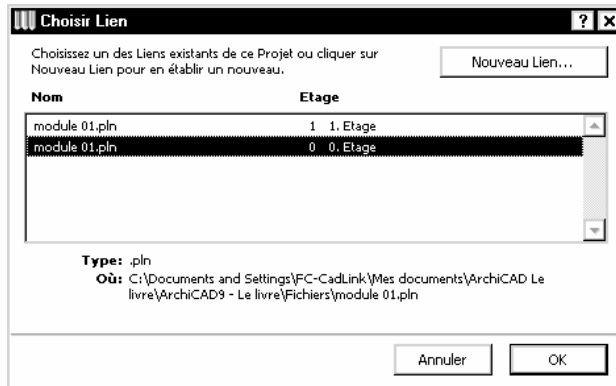 Choisir Lien
Choisissez un des Liens existants de ce Projet ou cliquer sur
Nouveau Lien pour en établir un nouveau.
Nouveau Lien...
Nom Etage
module 01.pln 1 1. Etage
module 01.pln 0 0. Etage
Type: .pln
Où: C:\Documents and Settings\FC-CadLink\Mes documents\ArchiCAD Le
livre\ArchiCAD9 - Le livre\Fichiers\module 01.pln
Annuler OK